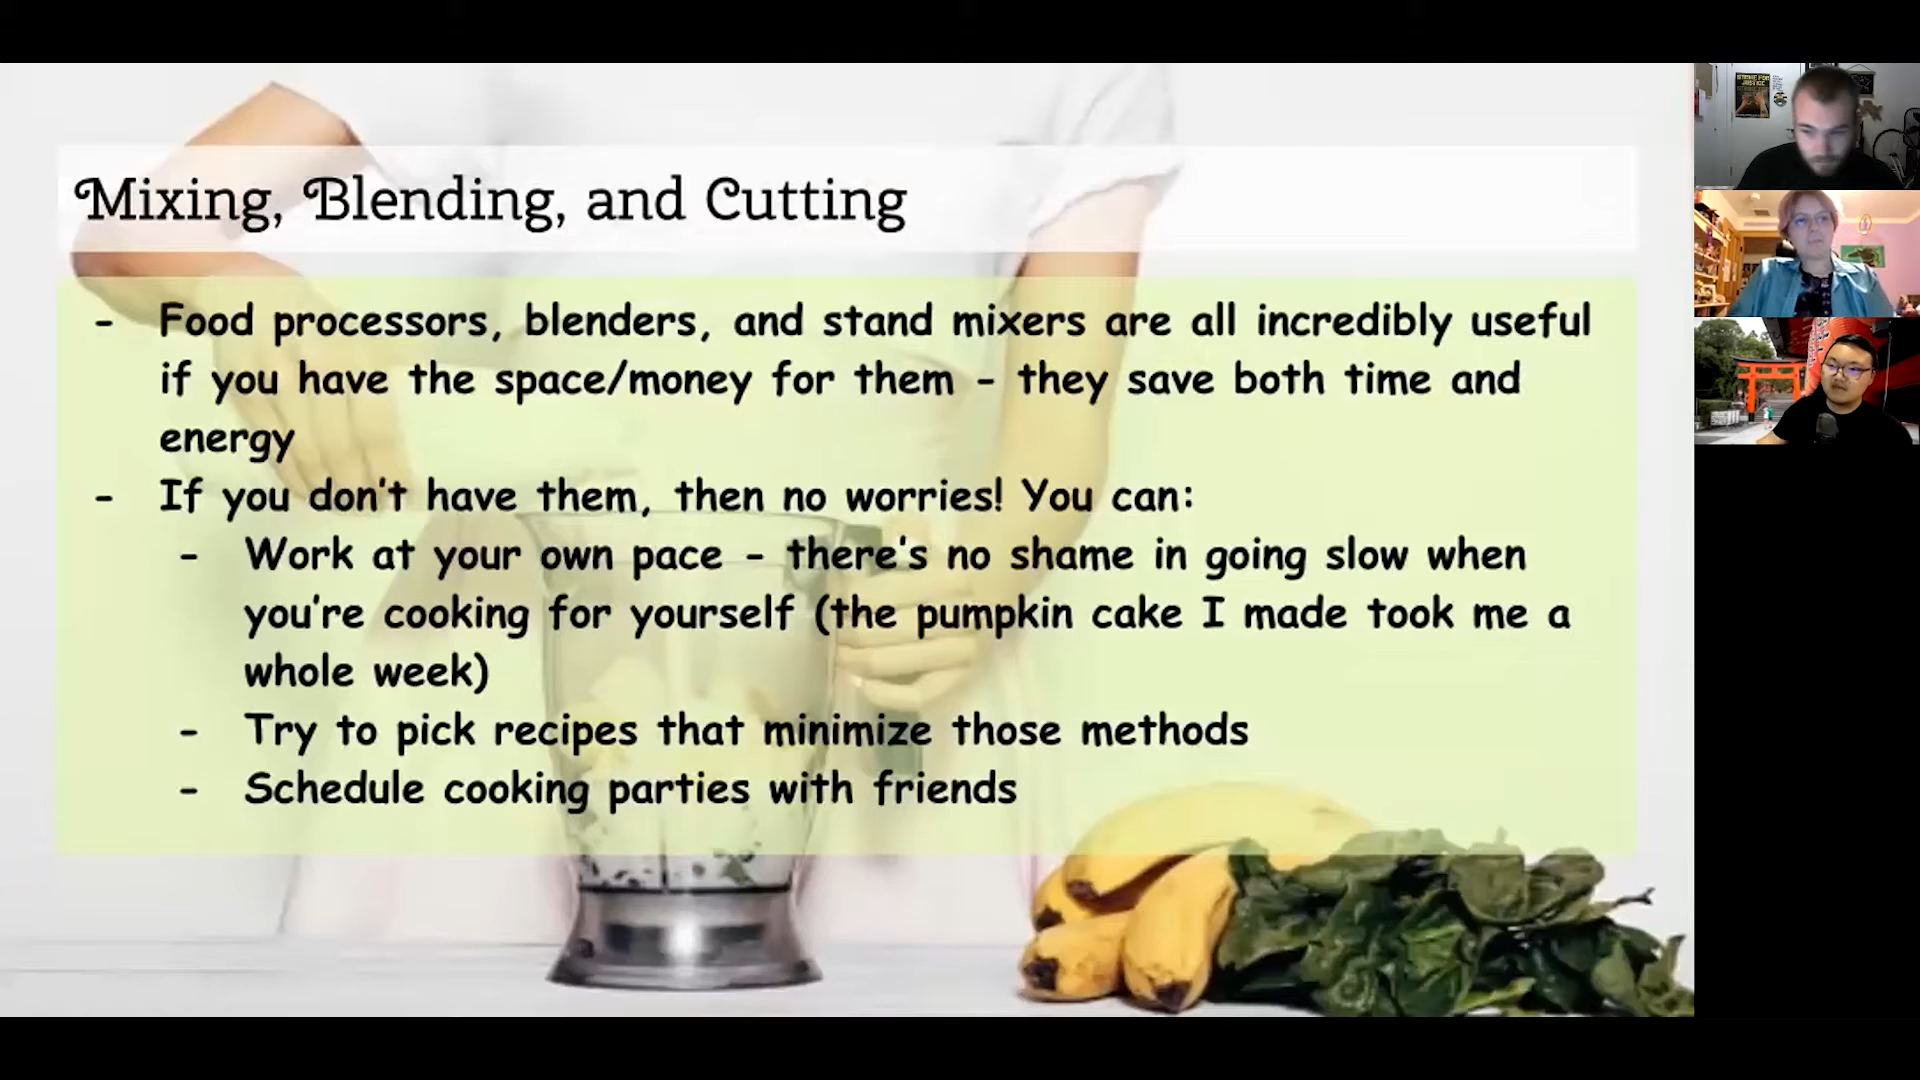 Mixing, Blending, and Cutting
- Food processors, blenders, and stand mixers are all incredibly useful
if you have the space/money for them - they save both time and
energy
- If you don't have them, then no worries! You can:
- Work at your own pace - there's no shame in going slow when
you're cooking for yourself (the pumpkin cake I made took me a
whole week)
- Try to pick recipes that minimize those methods
- Schedule cooking parties with friends